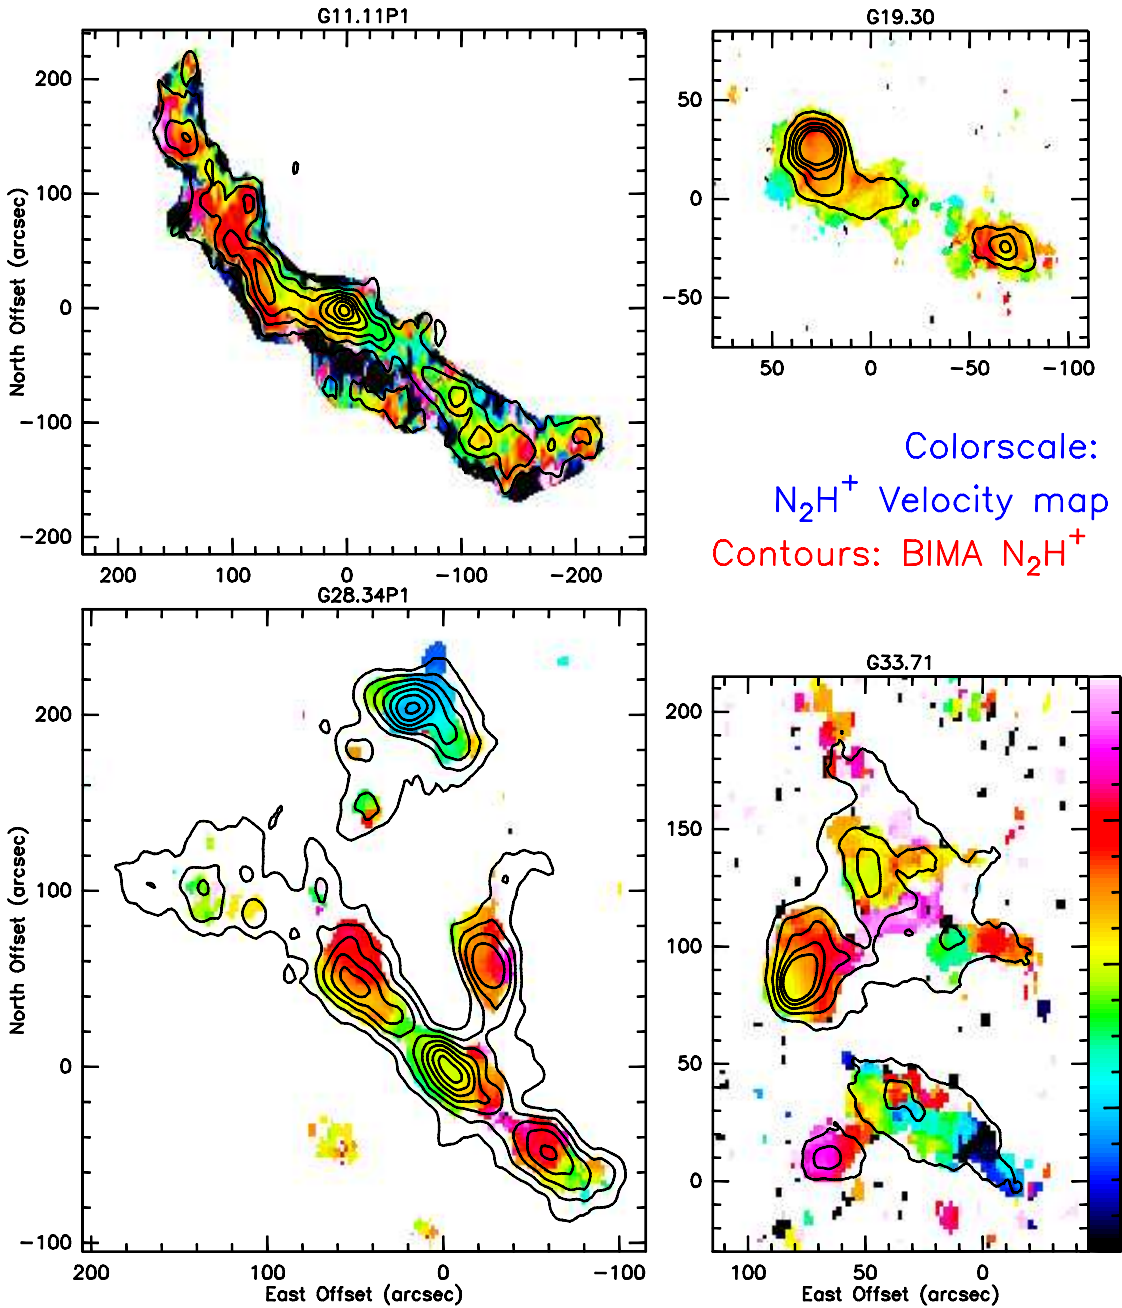 G11.11P1
G19.30
200
100
0
−100
−200
North Offset (arcsec)
200 100 0 −100 −200
50
0
−50
50 0 −50 −100
Colorscale:
N₂H⁺ Velocity map
Contours: BIMA N₂H⁺
G28.34P1
G33.71
200
100
0
−100
North Offset (arcsec)
200 100 0 −100
East Offset (arcsec)
200
150
100
50
0
100 50 0
East Offset (arcsec)